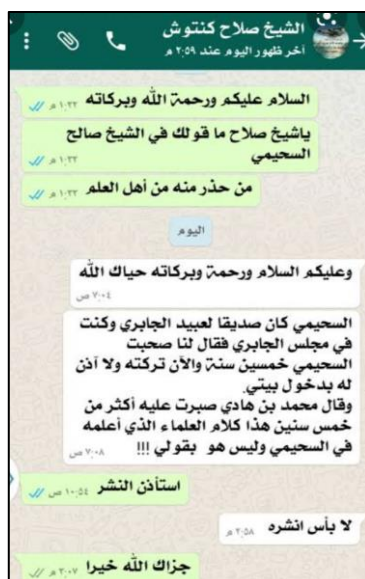 الشيخ صلاح كنتوش
آخر ظهور اليوم عند ٢:٥٩ م
السلام عليكم ورحمة الله وبركاته ١:٢٢ م
ياشيخ صلاح ما قولك في الشيخ صالح
السحيمي ١:٢٢ م
من حذر منه من أهل العلم ١:٢٢ م
اليوم
وعليكم السلام ورحمة وبركاته حياك الله
٧:٠٤ ص
السحيمي كان صديقا لعبيد الجابري وكنت
في مجلس الجابري فقال لنا صحبت
السحيمي خمسين سنة والآن تركته ولا آذن
له بدخول بيتي.
وقال محمد بن هادي صبرت عليه أكثر من
خمس سنين هذا كلام العلماء الذي أعلمه
في السحيمي وليس هو بقولي !!!
٧:٠٨ ص
استأذن النشر ١٠:٥٤ ص
لا بأس انشره ٢:٥٨ م
جزاك الله خيرا ٣:٠٧ م